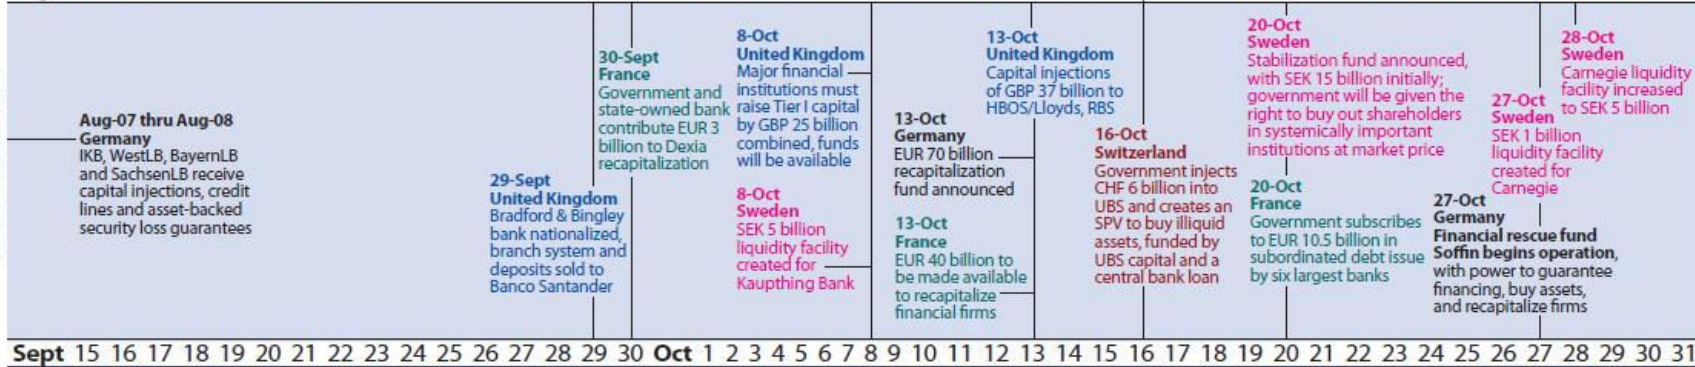 Aug-07 thru Aug-08
Germany
IKB, WestLB, BayernLB
and SachsenLB receive
capital injections, credit
lines and asset-backed
security loss guarantees
29-Sept
United Kingdom
Bradford & Bingley
bank nationalized,
branch system and
deposits sold to
Banco Santander
30-Sept
France
Government and
state-owned bank
contribute EUR 3
billion to Dexia
recapitalization
8-Oct
United Kingdom
Major financial
institutions must
raise Tier I capital
by GBP 25 billion
combined, funds
will be available
8-Oct
Sweden
SEK 5 billion
liquidity facility
created for
Kaupthing Bank
13-Oct
United Kingdom
Capital injections
of GBP 37 billion to
HBOS/Lloyds, RBS
13-Oct
Germany
EUR 70 billion
recapitalization
fund announced
13-Oct
France
EUR 40 billion to
be made available
to recapitalize
financial firms
16-Oct
Switzerland
Government injects
CHF 6 billion into
UBS and creates an
SPV to buy illiquid
assets, funded by
UBS capital and a
central bank loan
20-Oct
Sweden
Stabilization fund announced,
with SEK 15 billion initially;
government will be given the
right to buy out shareholders
in systemically important
institutions at market price
20-Oct
France
Government subscribes
to EUR 10.5 billion in
subordinated debt issue
by six largest banks
27-Oct
Sweden
SEK 1 billion
liquidity facility
created for
Carnegie
27-Oct
Germany
Financial rescue fund
Soffin begins operation,
with power to guarantee
financing, buy assets,
and recapitalize firms
28-Oct
Sweden
Carnegie liquidity
facility increased
to SEK 5 billion
Sept 15 16 17 18 19 20 21 22 23 24 25 26 27 28 29 30 Oct 1 2 3 4 5 6 7 8 9 10 11 12 13 14 15 16 17 18 19 20 21 22 23 24 25 26 27 28 29 30 31